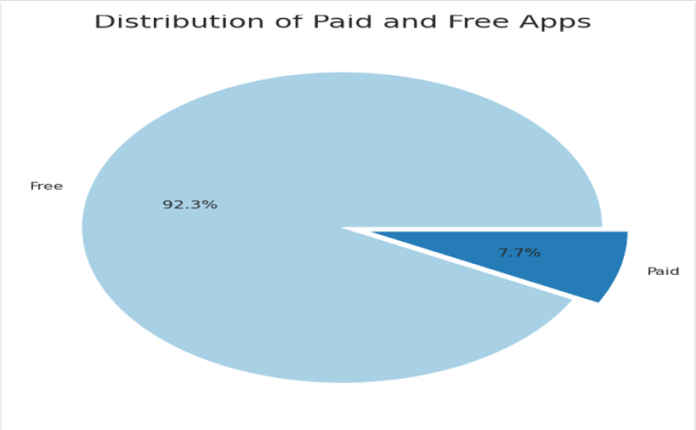 Distribution of Paid and Free Apps
Free
92.3%
7.7%
Paid